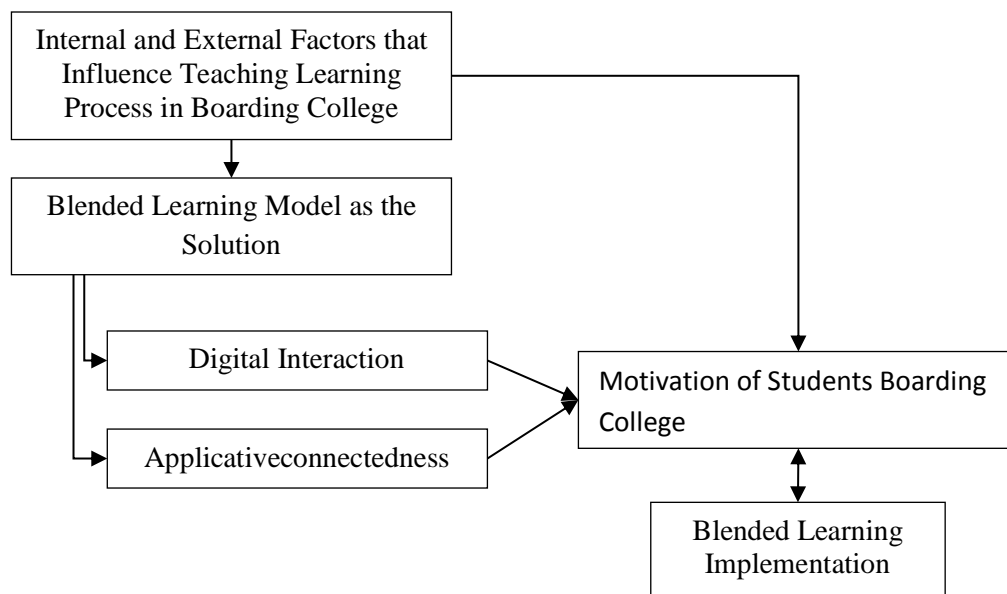 Internal and External Factors that
Influence Teaching Learning
Process in Boarding College
Blended Learning Model as the
Solution
Digital Interaction
Applicativeconnectedness
Motivation of Students Boarding
College
Blended Learning
Implementation